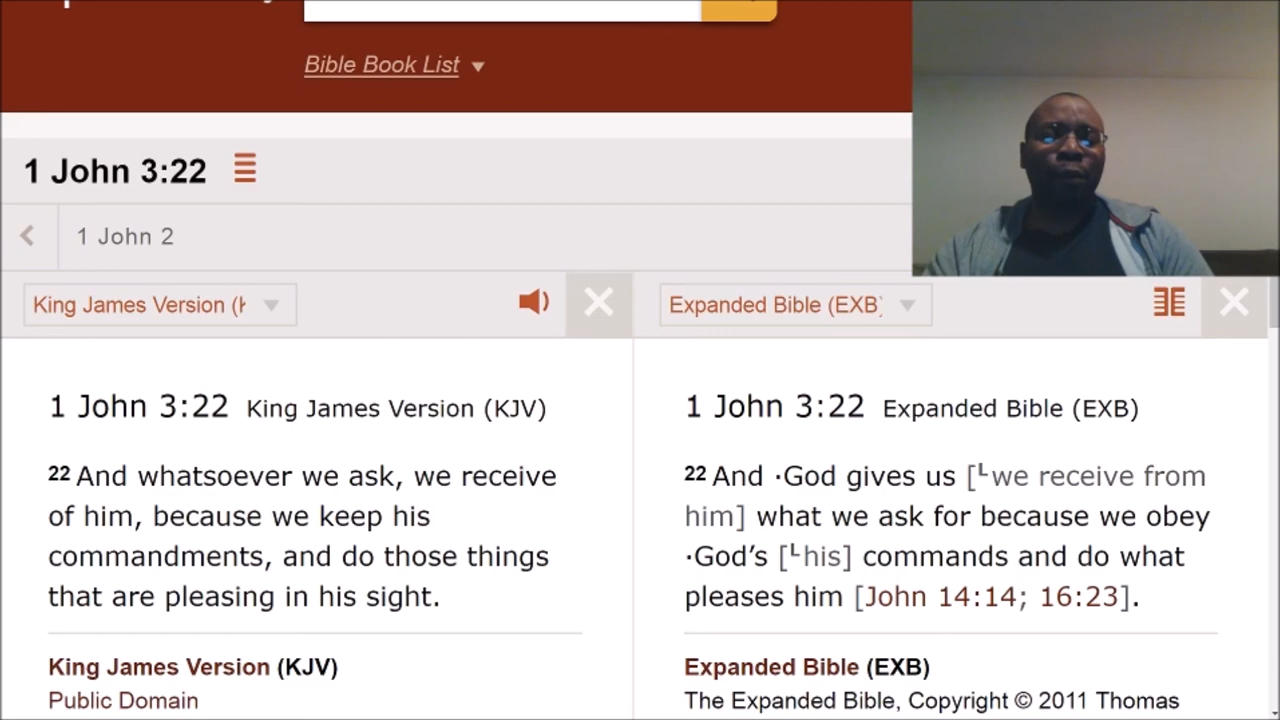 Bible Book List
1 John 3:22
1 John 2
King James Version (K
Expanded Bible (EXB)
1 John 3:22 King James Version (KJV)
22 And whatsoever we ask, we receive
of him, because we keep his
commandments, and do those things
that are pleasing in his sight.
King James Version (KJV)
Public Domain
1 John 3:22 Expanded Bible (EXB)
22 And ·God gives us [└we receive from
him] what we ask for because we obey
·God’s [└his] commands and do what
pleases him [John 14:14; 16:23].
Expanded Bible (EXB)
The Expanded Bible, Copyright © 2011 Thomas